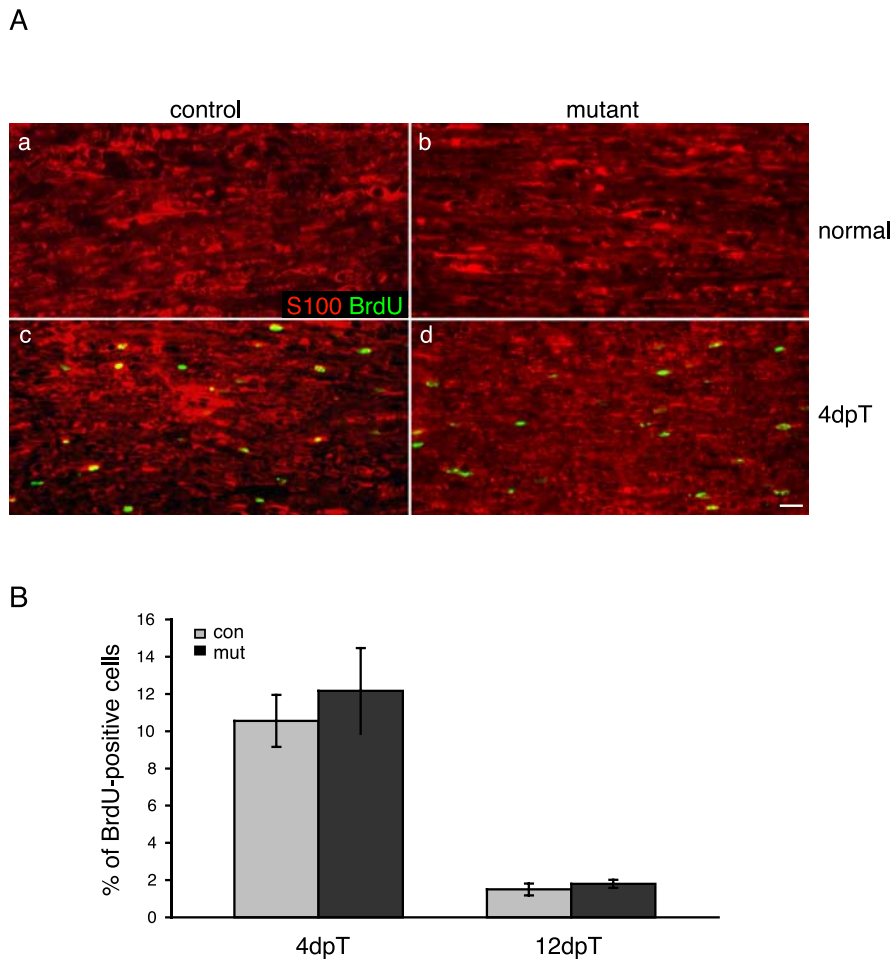 A
control mutant
a b
normal
S100 BrdU
c d
4dpT
B
16
con
14
mut
12
10
8
6
4
2
0
% of BrdU-positive cells
4dpT 12dpT